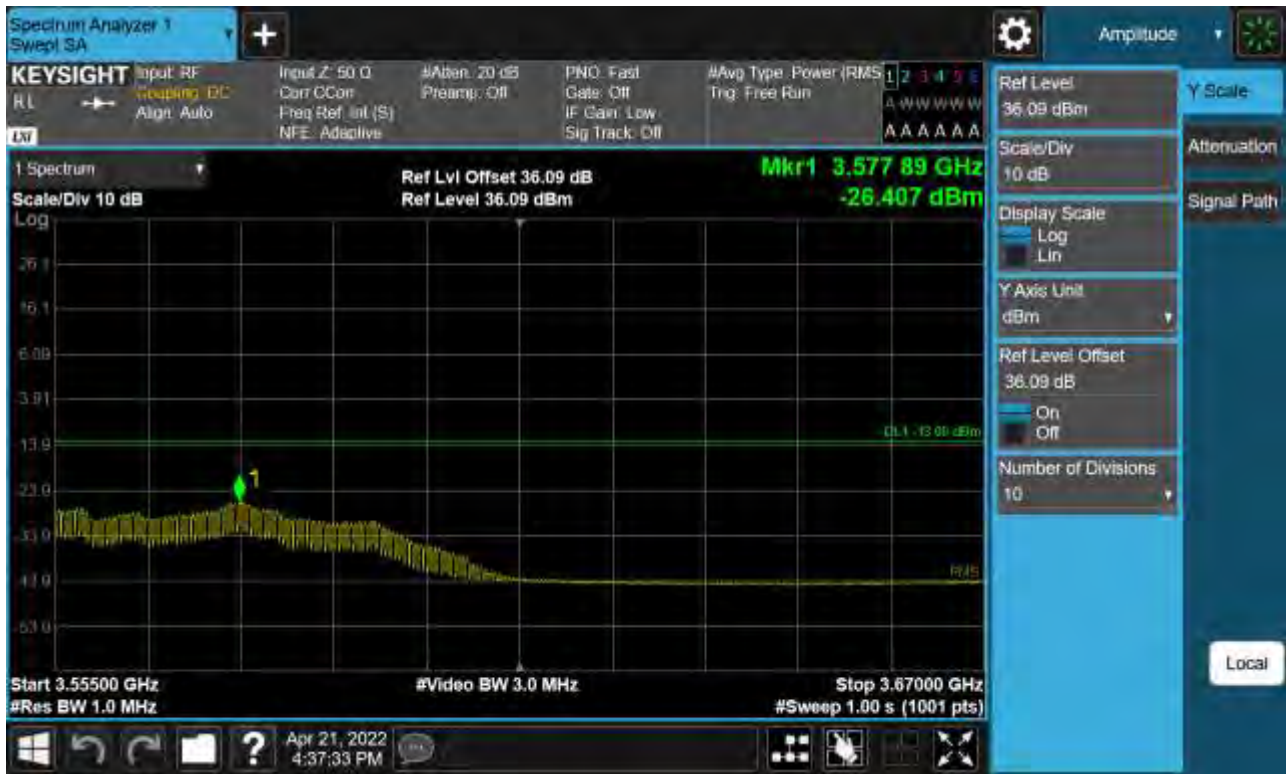 Spectrum Analyzer 1
Swept SA
Amplitude
KEYSIGHT
Input: RF
Coupling: DC
Align: Auto
Input Z: 50 Ω
Corr CCorr
Freq Ref: Int (S)
NFE: Adaptive
#Atten: 20 dB
Preamp: Off
PNO: Fast
Gate: Off
IF Gain: Low
Sig Track: Off
#Avg Type: Power (RMS
Trig: Free Run
1 2 3 4 5 6
A W W W W W
A A A A A A
R L
1 Spectrum
Scale/Div 10 dB
Log
Ref Lvl Offset 36.09 dB
Ref Level 36.09 dBm
Mkr1 3.577 89 GHz
-26.407 dBm
26.1
16.1
6.09
-3.91
-13.9
-23.9
-33.9
-43.9
-53.9
1
RMS
Start 3.55500 GHz
#Res BW 1.0 MHz
#Video BW 3.0 MHz
Stop 3.67000 GHz
#Sweep 1.00 s (1001 pts)
Ref Level
36.09 dBm
Scale/Div
10 dB
Display Scale
Log
Lin
Y Axis Unit
dBm
Ref Level Offset
36.09 dB
On
Off
Number of Divisions
10
Y Scale
Attenuation
Signal Path
Local
?
Apr 21, 2022
4:37:33 PM